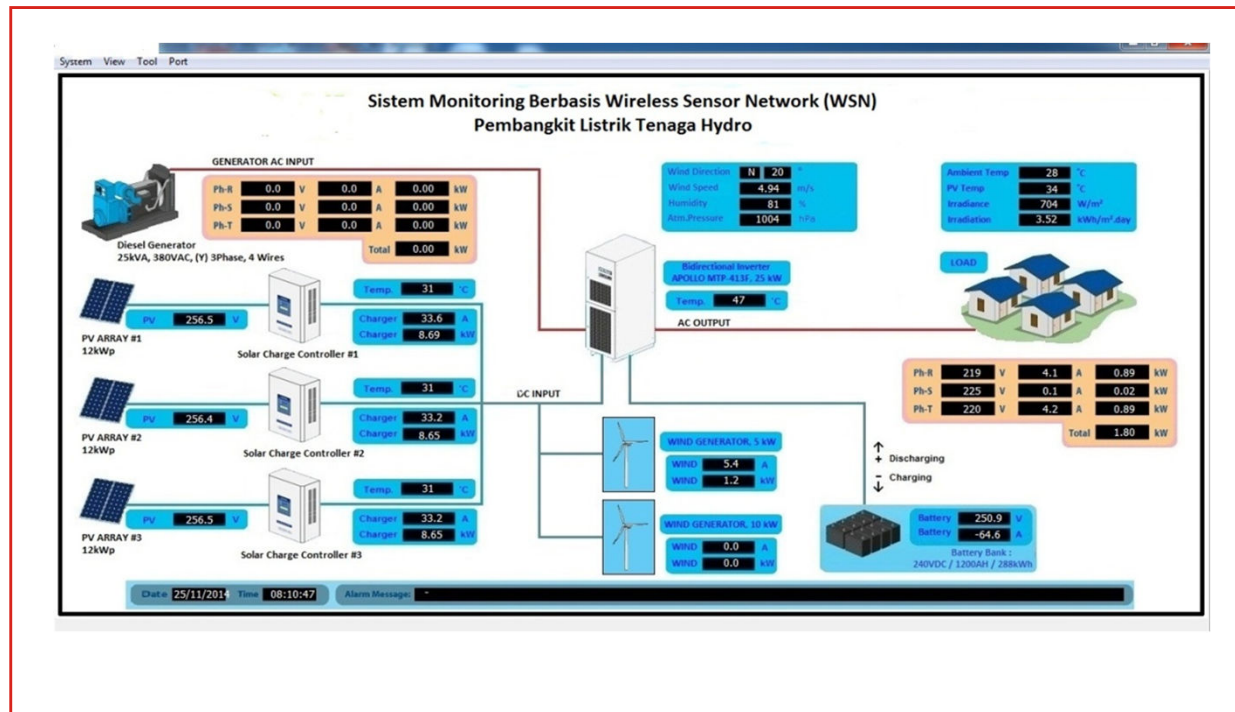 System View Tool Port
Sistem Monitoring Berbasis Wireless Sensor Network (WSN)
Pembangkit Listrik Tenaga Hydro
GENERATOR AC INPUT
Ph-R 0.0 V 0.0 A 0.00 kW
Ph-S 0.0 V 0.0 A 0.00 kW
Ph-T 0.0 V 0.0 A 0.00 kW
Total 0.00 kW
Diesel Generator
25kVA, 380VAC, (Y) 3Phase, 4 Wires
Wind Direction N 20 °
Wind Speed 4.94 m/s
Humidity 81 %
Atm.Pressure 1004 hPa
Ambient Temp 28 °C
PV Temp 34 °C
Irradiance 704 W/m²
Irradiation 3.52 kWh/m².day
LOAD
Bidirectional Inverter
APOLLO MTP-413F, 25 kW
Temp. 47 °C
AC OUTPUT
PV 256.5 V
PV ARRAY #1
12kWp
Solar Charge Controller #1
Temp. 31 °C
Charger 33.6 A
Charger 8.69 kW
PV 256.4 V
PV ARRAY #2
12kWp
Solar Charge Controller #2
Temp. 31 °C
Charger 33.2 A
Charger 8.65 kW
PV 256.5 V
PV ARRAY #3
12kWp
Solar Charge Controller #3
Temp. 31 °C
Charger 33.2 A
Charger 8.65 kW
DC INPUT
WIND GENERATOR, 5 kW
WIND 5.4 A
WIND 1.2 kW
WIND GENERATOR, 10 kW
WIND 0.0 A
WIND 0.0 kW
Ph-R 219 V 4.1 A 0.89 kW
Ph-S 225 V 0.1 A 0.02 kW
Ph-T 220 V 4.2 A 0.89 kW
Total 1.80 kW
+ Discharging
− Charging
Battery 250.9 V
Battery -64.6 A
Battery Bank :
240VDC / 1200AH / 288kWh
Date 25/11/2014 Time 08:10:47 Alarm Message: -